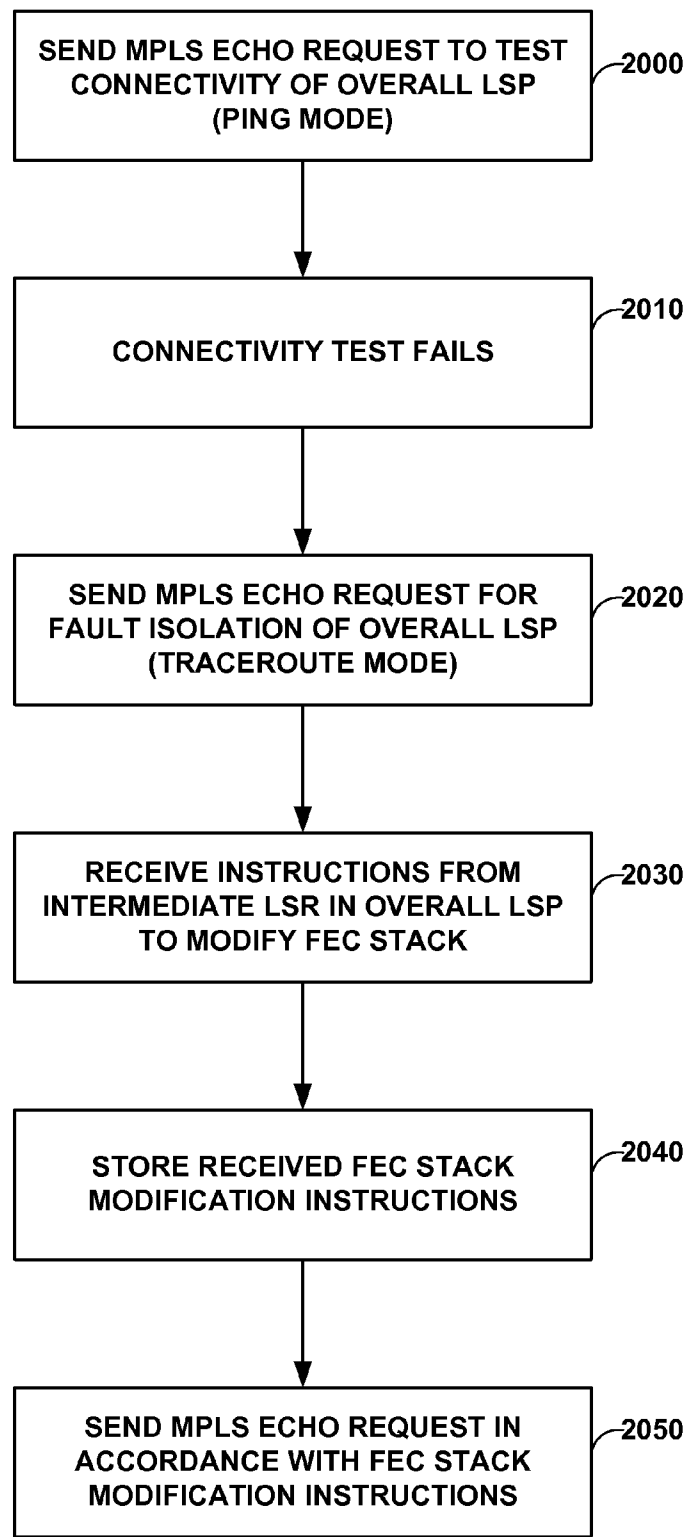 SEND MPLS ECHO REQUEST TO TEST
CONNECTIVITY OF OVERALL LSP
(PING MODE)
2000
CONNECTIVITY TEST FAILS
2010
SEND MPLS ECHO REQUEST FOR
FAULT ISOLATION OF OVERALL LSP
(TRACEROUTE MODE)
2020
RECEIVE INSTRUCTIONS FROM
INTERMEDIATE LSR IN OVERALL LSP
TO MODIFY FEC STACK
2030
STORE RECEIVED FEC STACK
MODIFICATION INSTRUCTIONS
2040
SEND MPLS ECHO REQUEST IN
ACCORDANCE WITH FEC STACK
MODIFICATION INSTRUCTIONS
2050